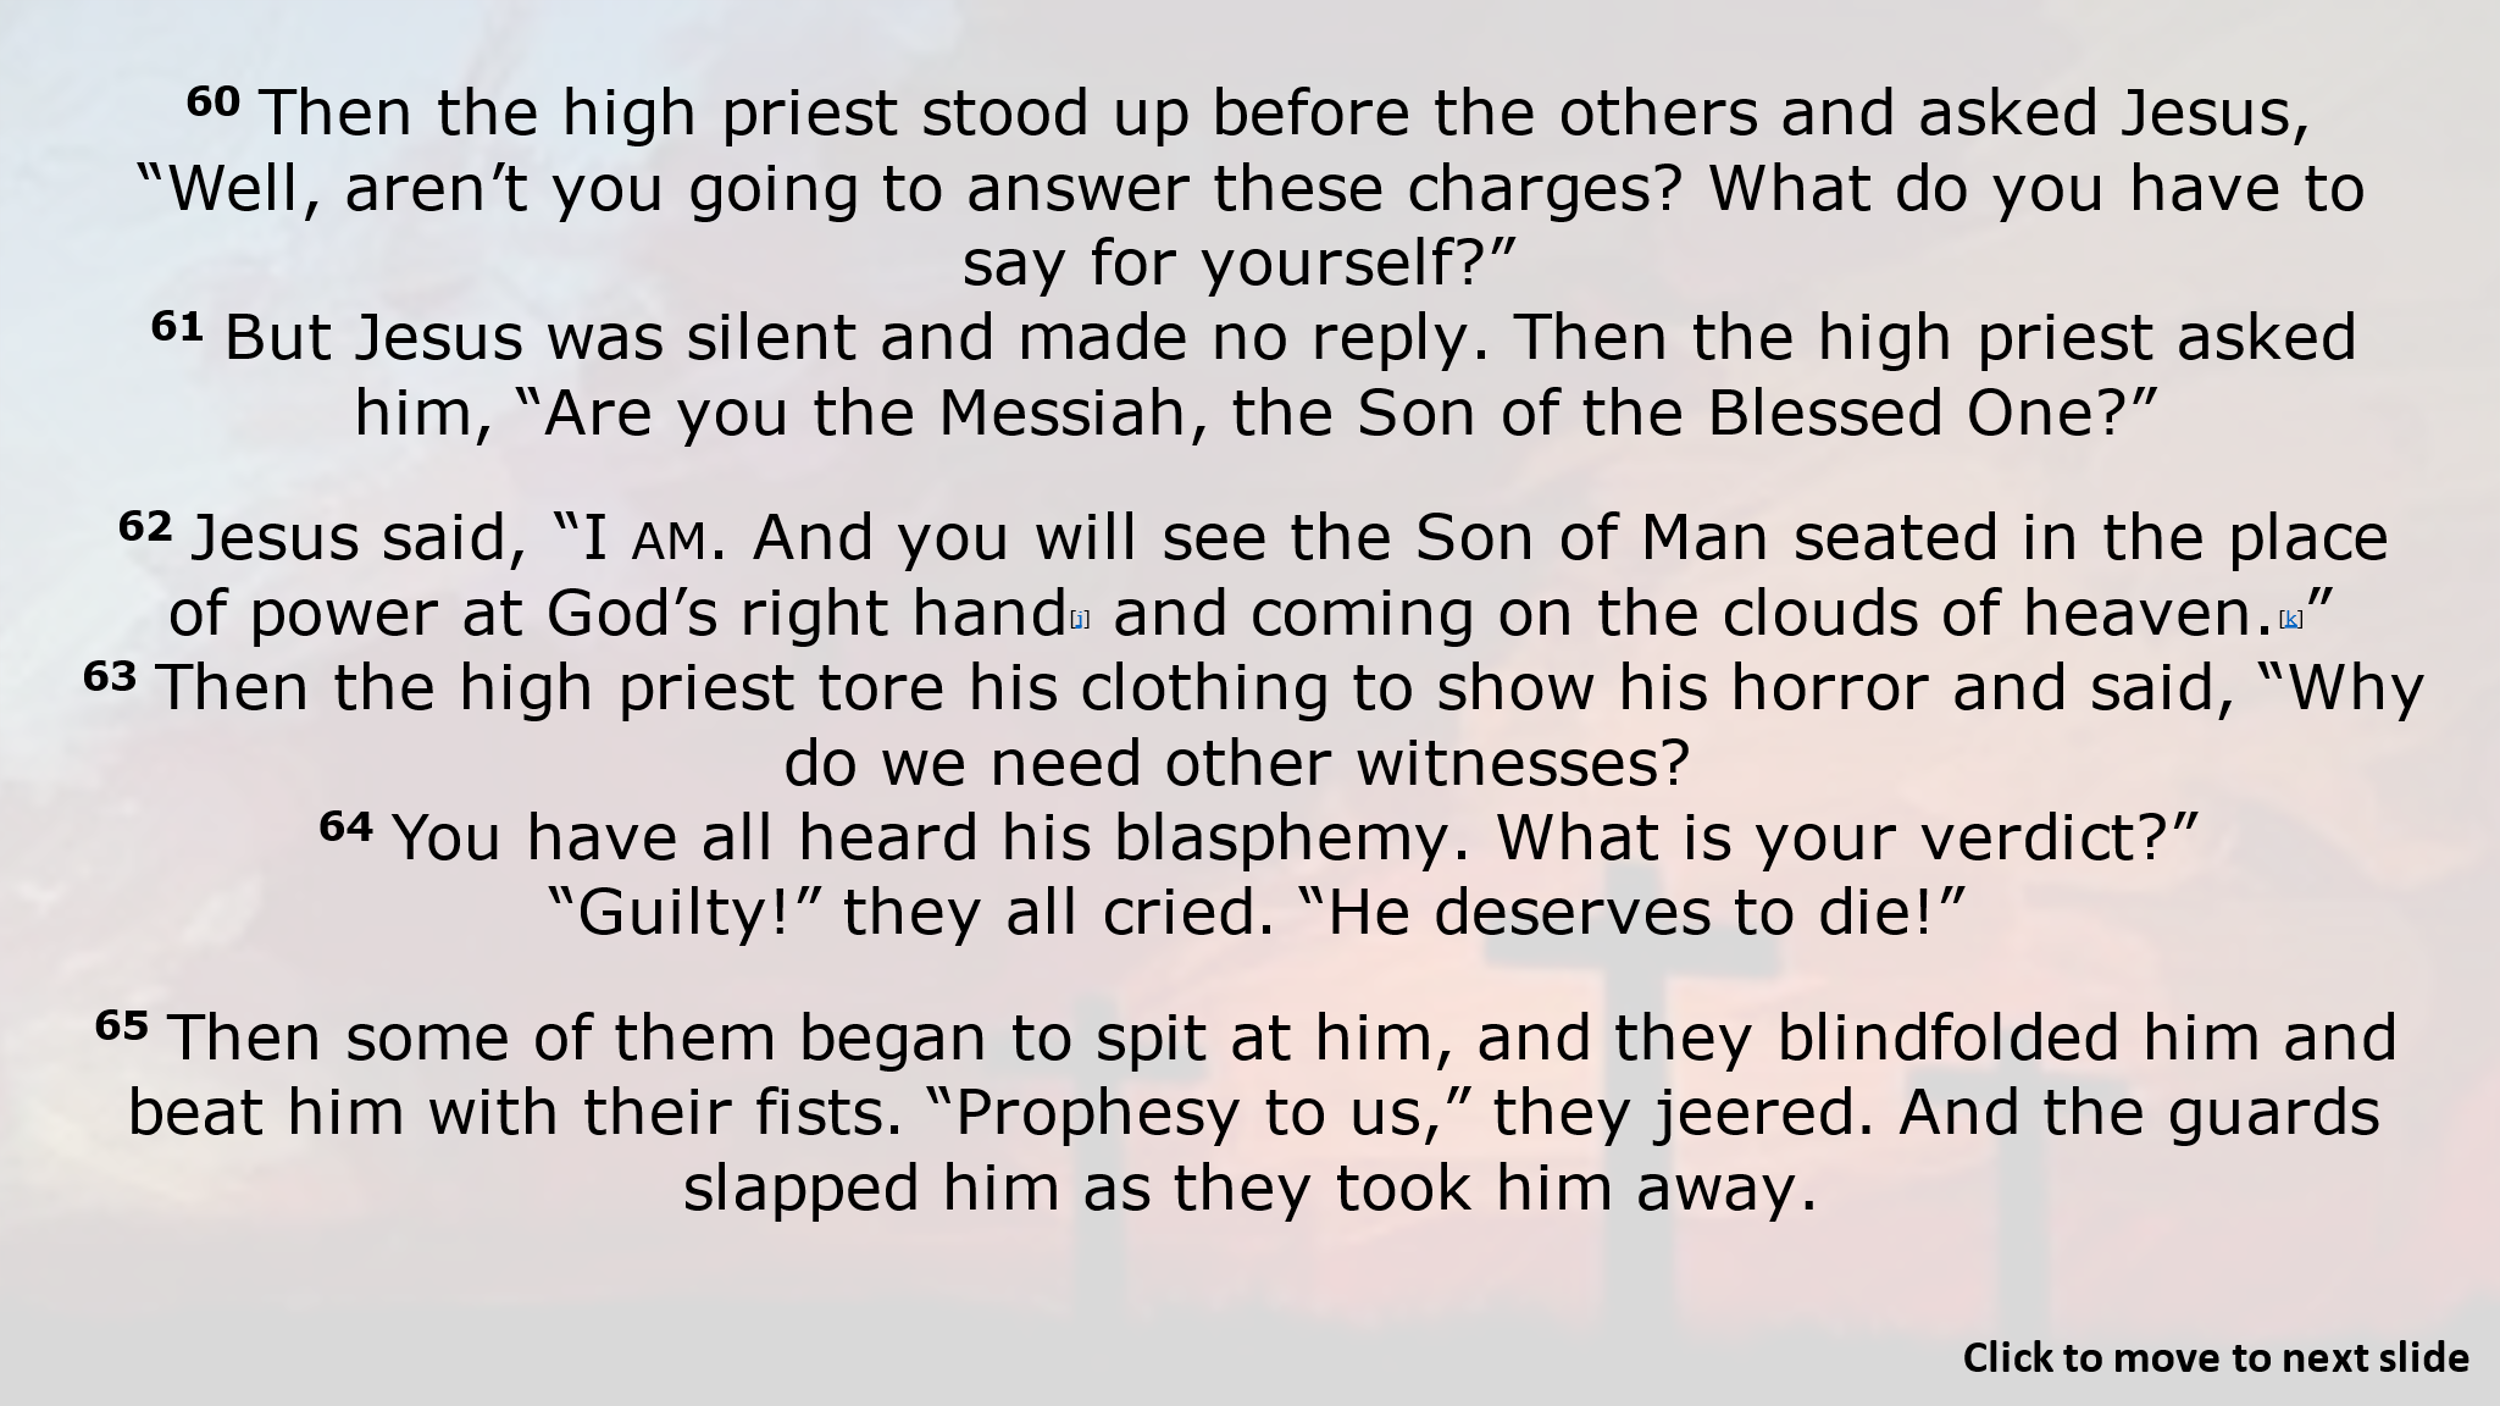 60 Then the high priest stood up before the others and asked Jesus,
“Well, aren’t you going to answer these charges? What do you have to
say for yourself?”
61 But Jesus was silent and made no reply. Then the high priest asked
him, “Are you the Messiah, the Son of the Blessed One?”
62 Jesus said, “I AM. And you will see the Son of Man seated in the place
of power at God’s right hand[j] and coming on the clouds of heaven.[k]”
63 Then the high priest tore his clothing to show his horror and said, “Why
do we need other witnesses?
64 You have all heard his blasphemy. What is your verdict?”
“Guilty!” they all cried. “He deserves to die!”
65 Then some of them began to spit at him, and they blindfolded him and
beat him with their fists. “Prophesy to us,” they jeered. And the guards
slapped him as they took him away.
Click to move to next slide